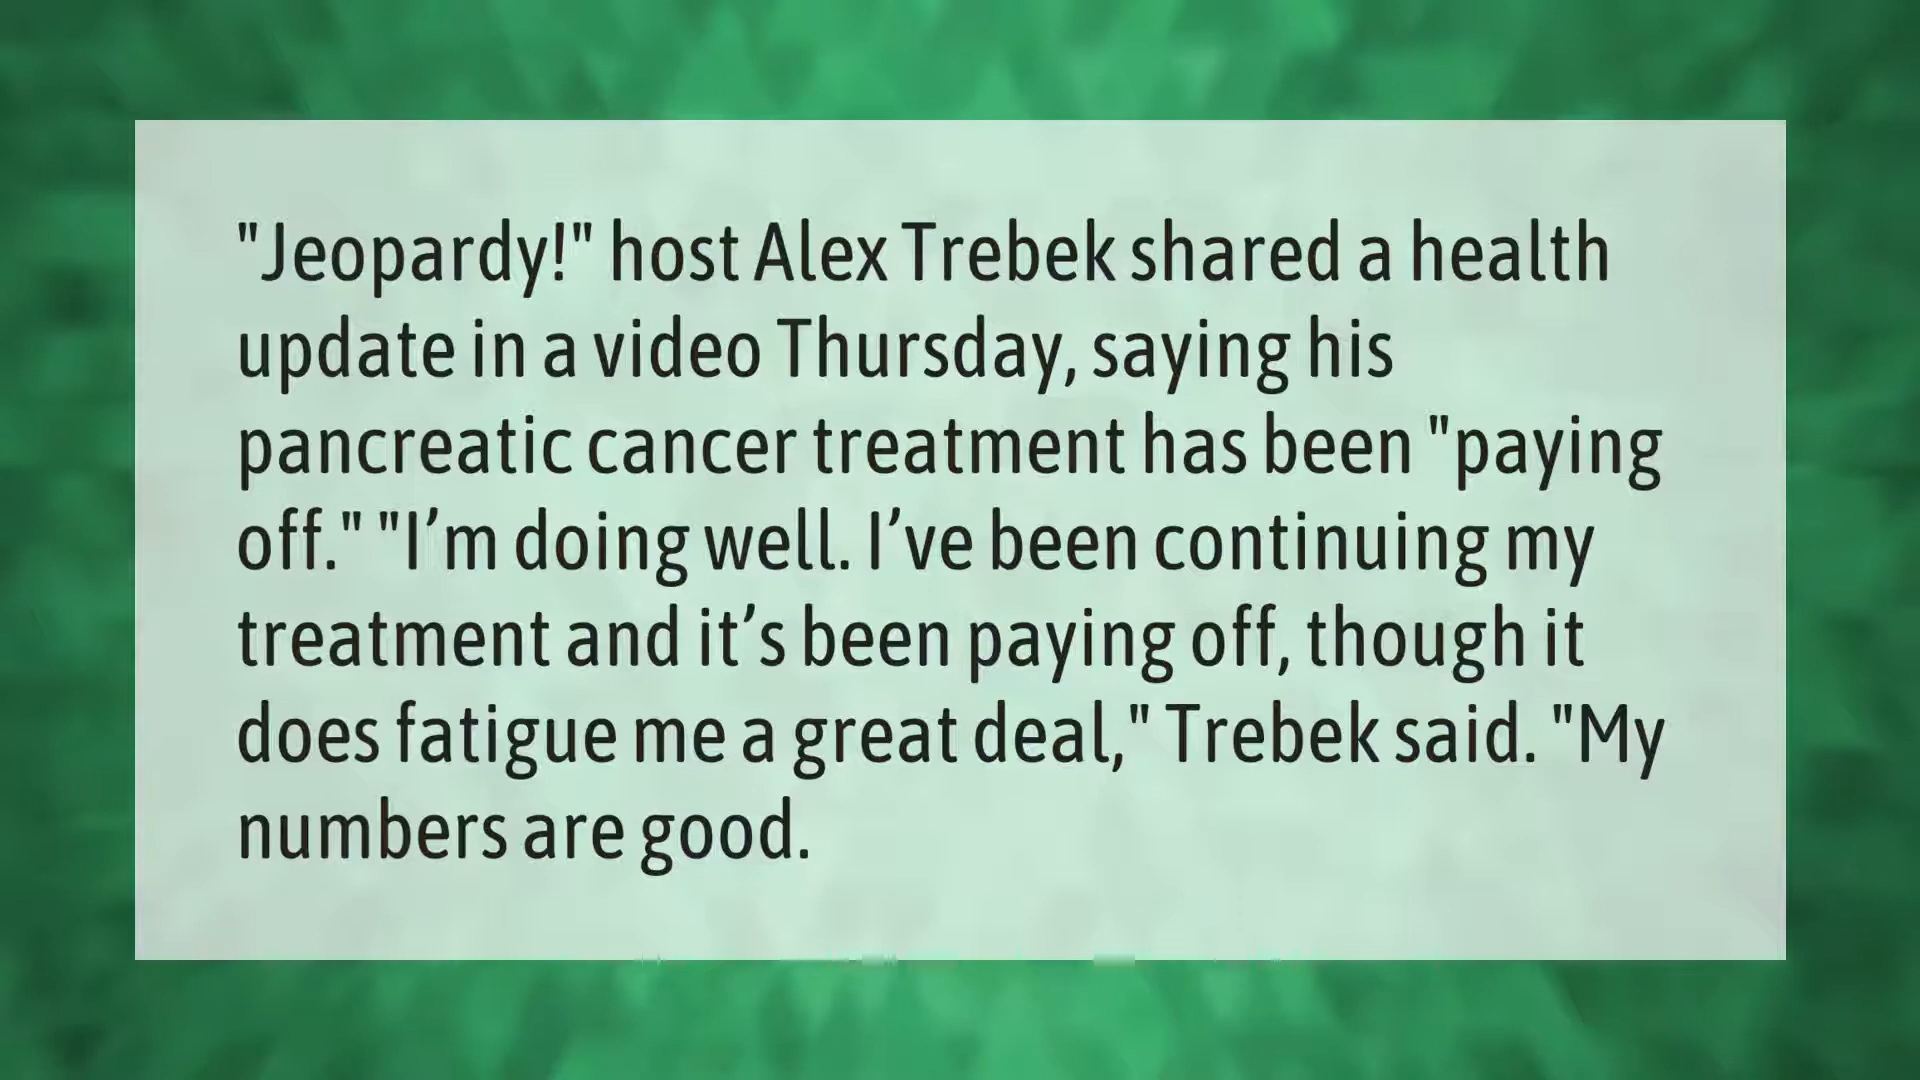 "Jeopardy!" host Alex Trebek shared a health
update in a video Thursday, saying his
pancreatic cancer treatment has been "paying
off." "I’m doing well. I’ve been continuing my
treatment and it’s been paying off, though it
does fatigue me a great deal," Trebek said. "My
numbers are good.